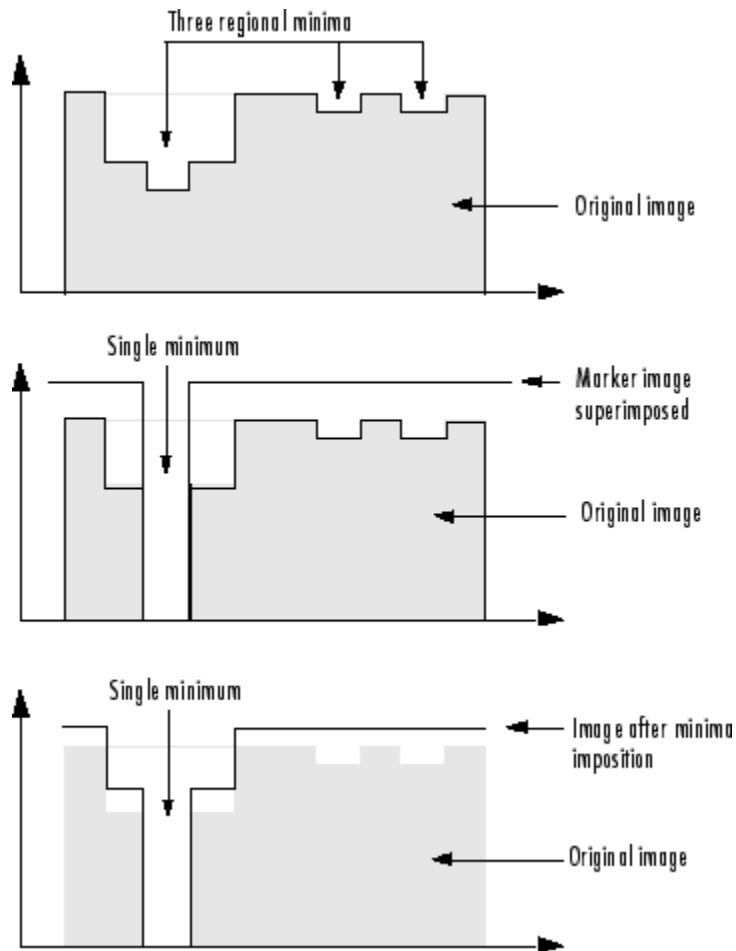 Three regional minima
Original image
Single minimum
Marker image
superimposed
Original image
Single minimum
Image after minima
imposition
Original image